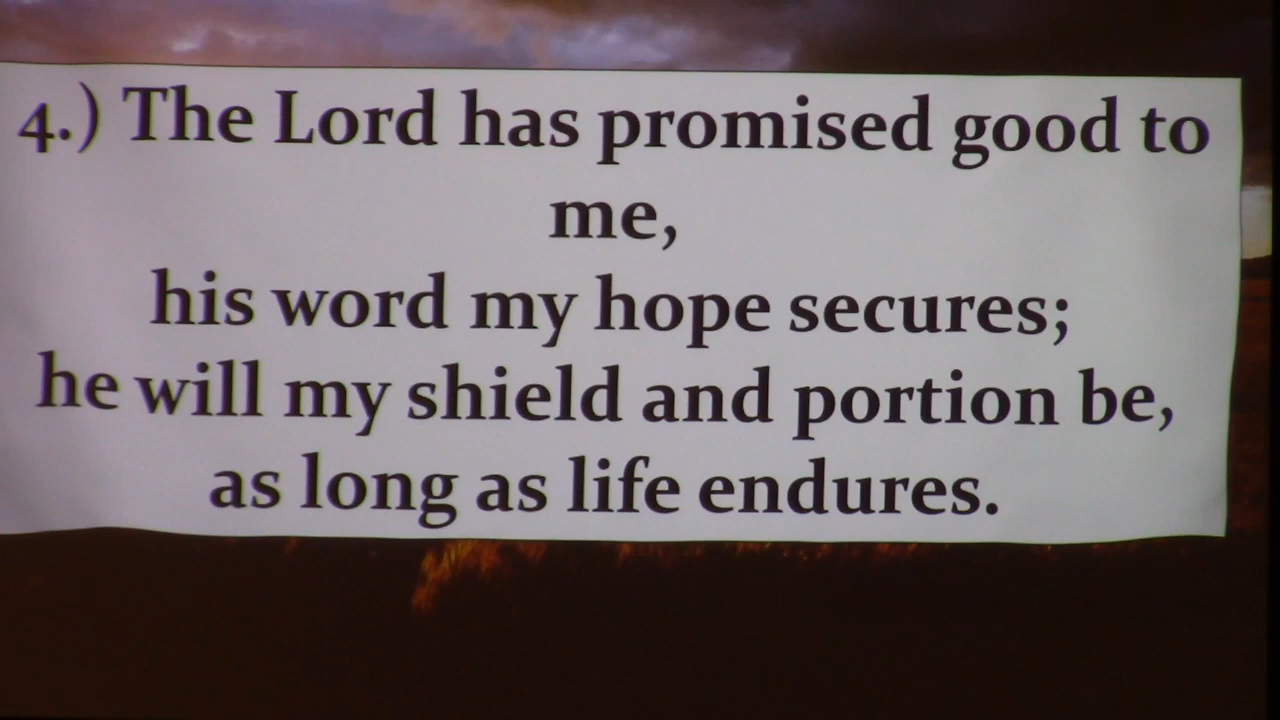 4.) The Lord has promised good to
me,
his word my hope secures;
he will my shield and portion be,
as long as life endures.